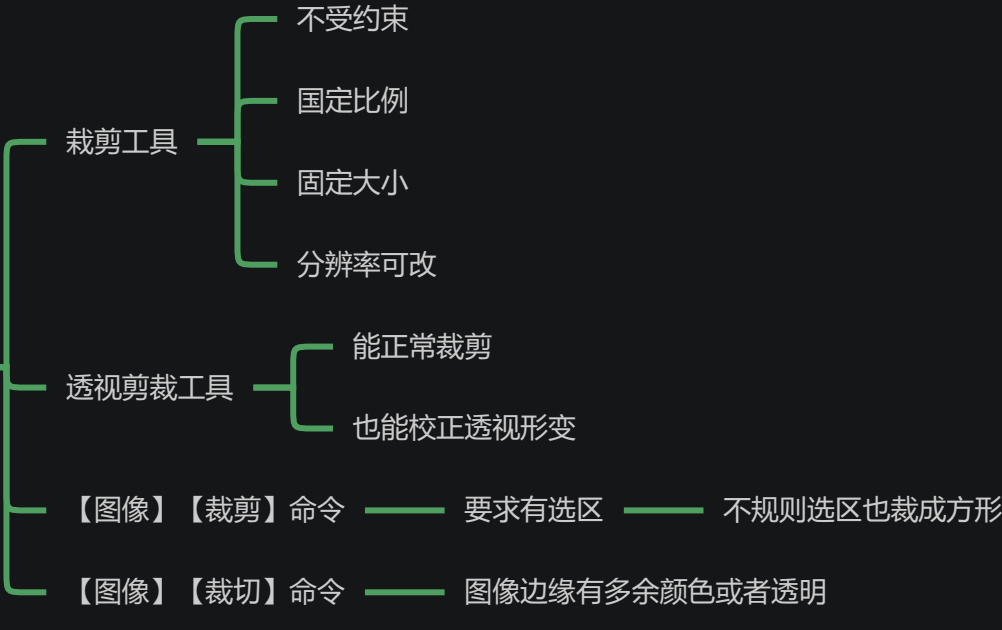 不受约束
国定比例
栽剪工具
固定大小
分辨率可改
能正常裁剪
透视剪裁工具
也能校正透视形变
【图像】【裁剪】命令
要求有选区
不规则选区也裁成方形
【图像】【裁切】命令
图像边缘有多余颜色或者透明